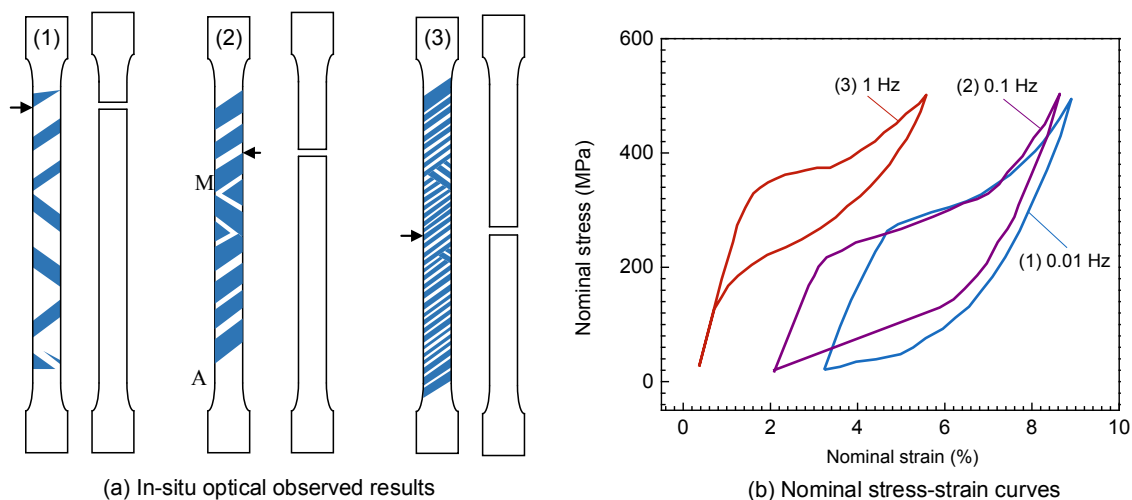 (1)
(2)
(3)
M
A
(a) In-situ optical observed results
600
400
200
0
0
2
4
6
8
10
Nominal stress (MPa)
Nominal strain (%)
(3) 1 Hz
(2) 0.1 Hz
(1) 0.01 Hz
(b) Nominal stress-strain curves